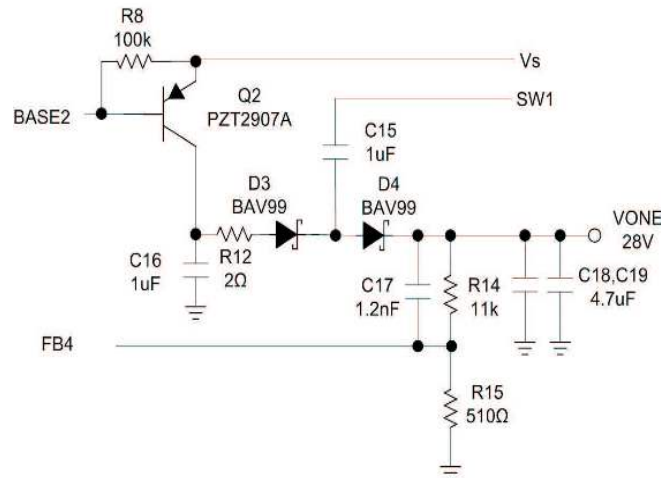 R8
100k
Vs
BASE2
Q2
PZT2907A
SW1
C15
1uF
D3
BAV99
D4
BAV99
VONE
28V
C16
1uF
R12
2Ω
C17
1.2nF
R14
11k
C18,C19
4.7uF
FB4
R15
510Ω